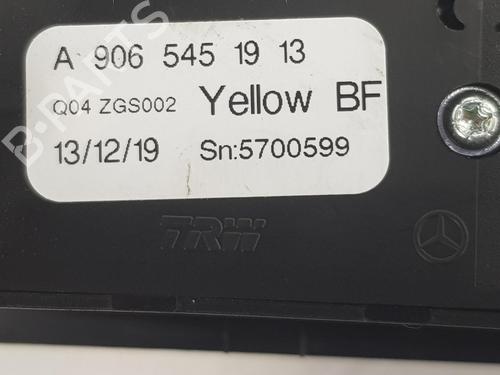 A 906 545 19 13
Q04 ZGS002 Yellow BF
13/12/19 Sn:5700599
TRW